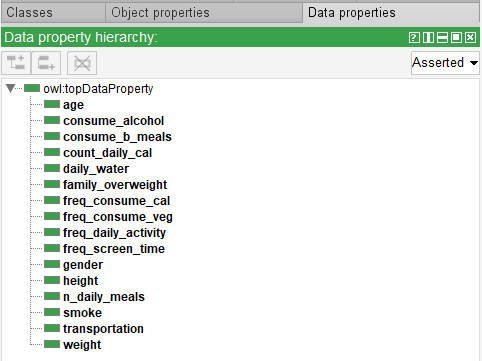 Classes Object properties Data properties
Data property hierarchy:
Asserted
owl:topDataProperty
age
consume_alcohol
consume_b_meals
count_daily_cal
daily_water
family_overweight
freq_consume_cal
freq_consume_veg
freq_daily_activity
freq_screen_time
gender
height
n_daily_meals
smoke
transportation
weight